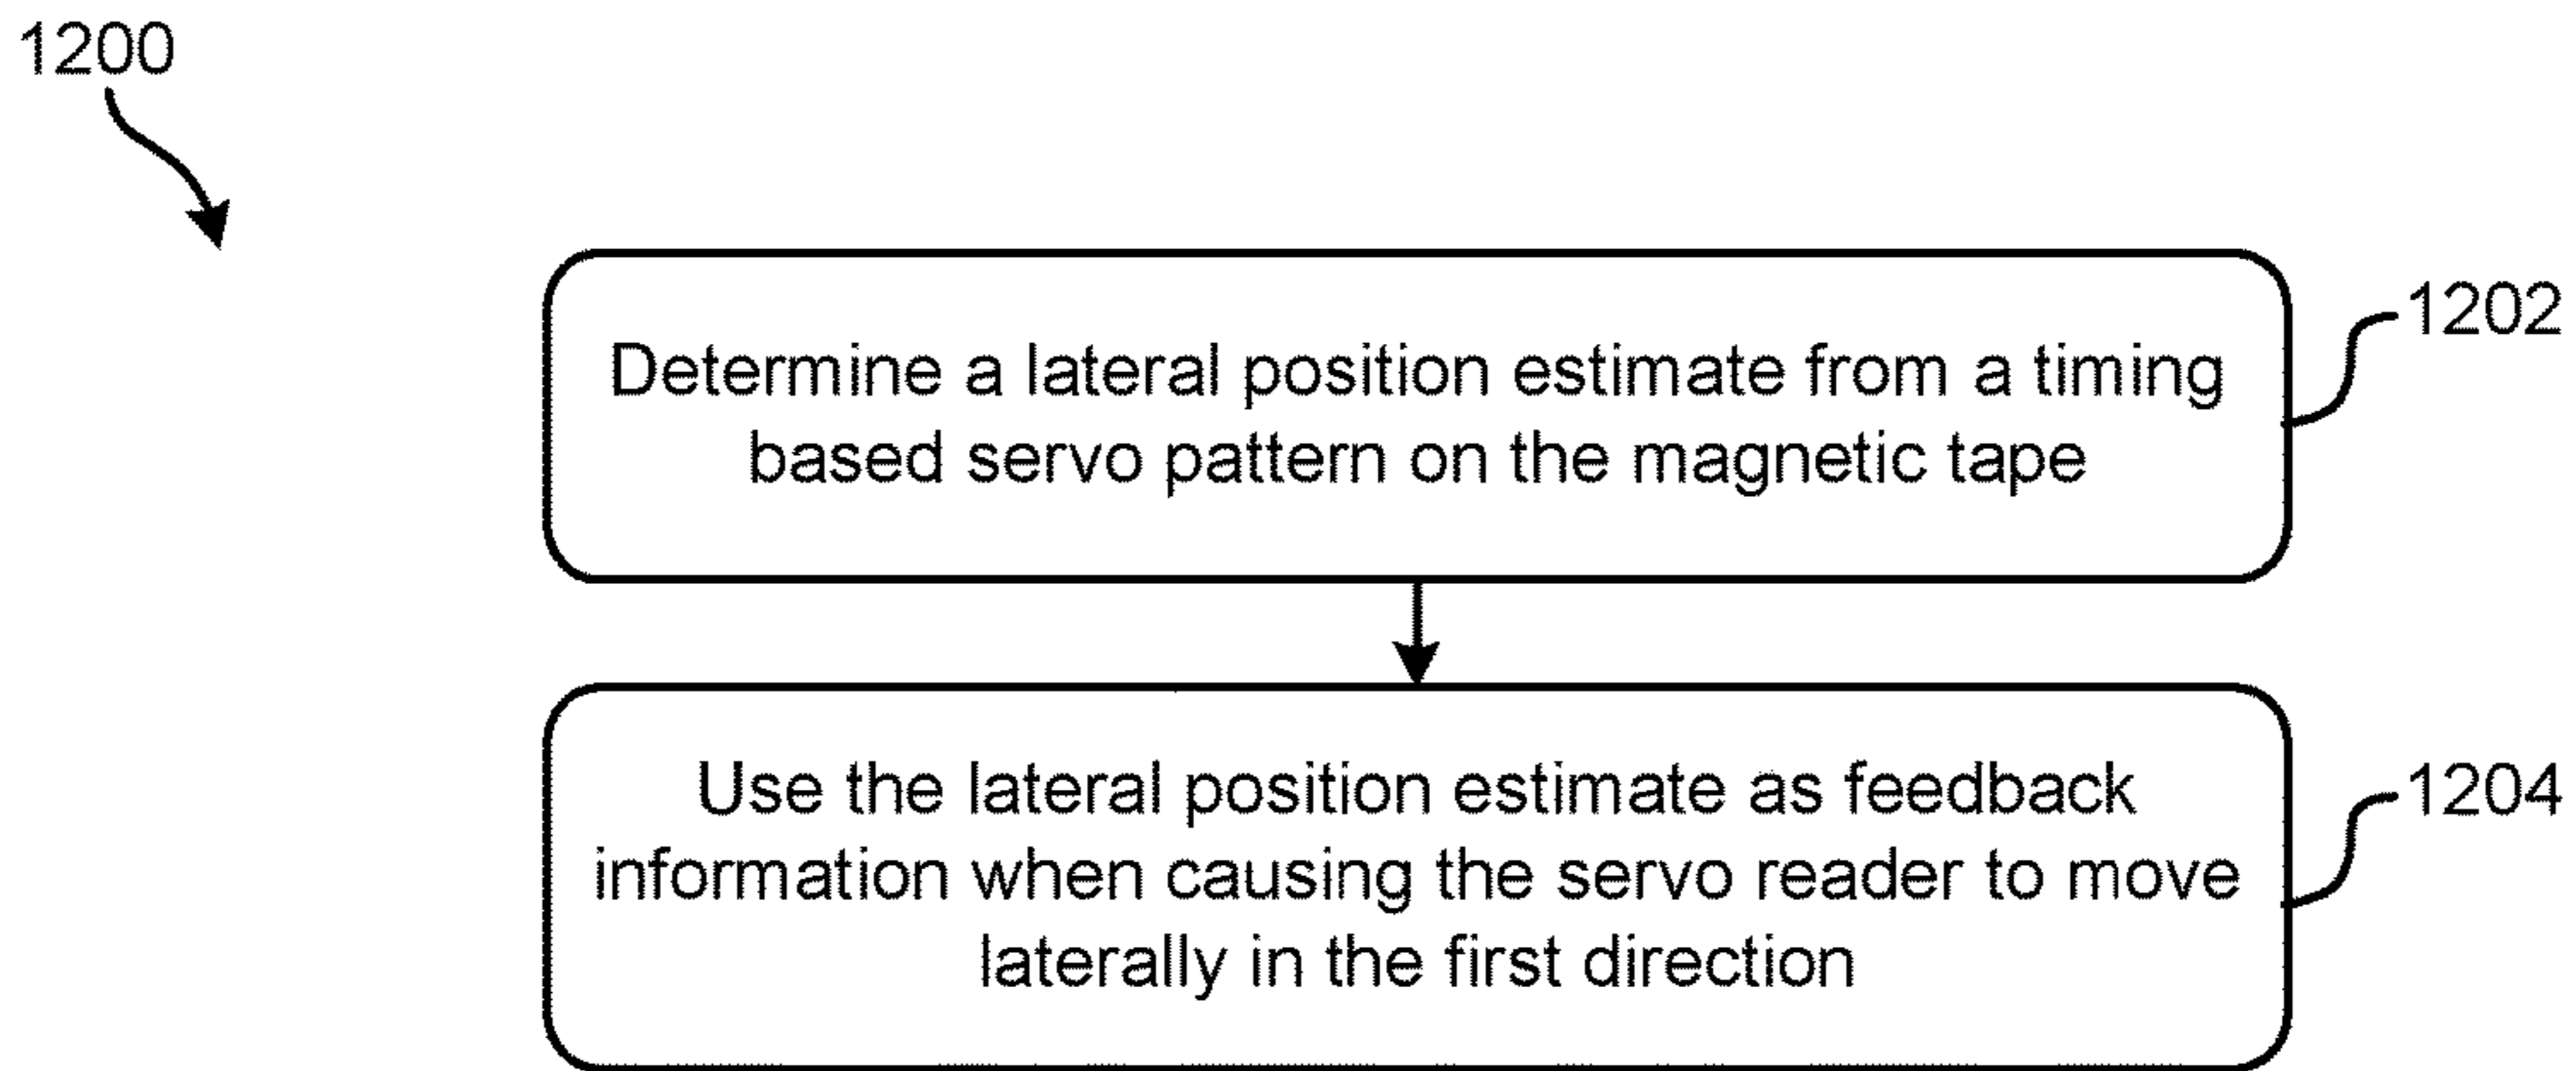 1200
Determine a lateral position estimate from a timing
based servo pattern on the magnetic tape
1202
Use the lateral position estimate as feedback
information when causing the servo reader to move
laterally in the first direction
1204